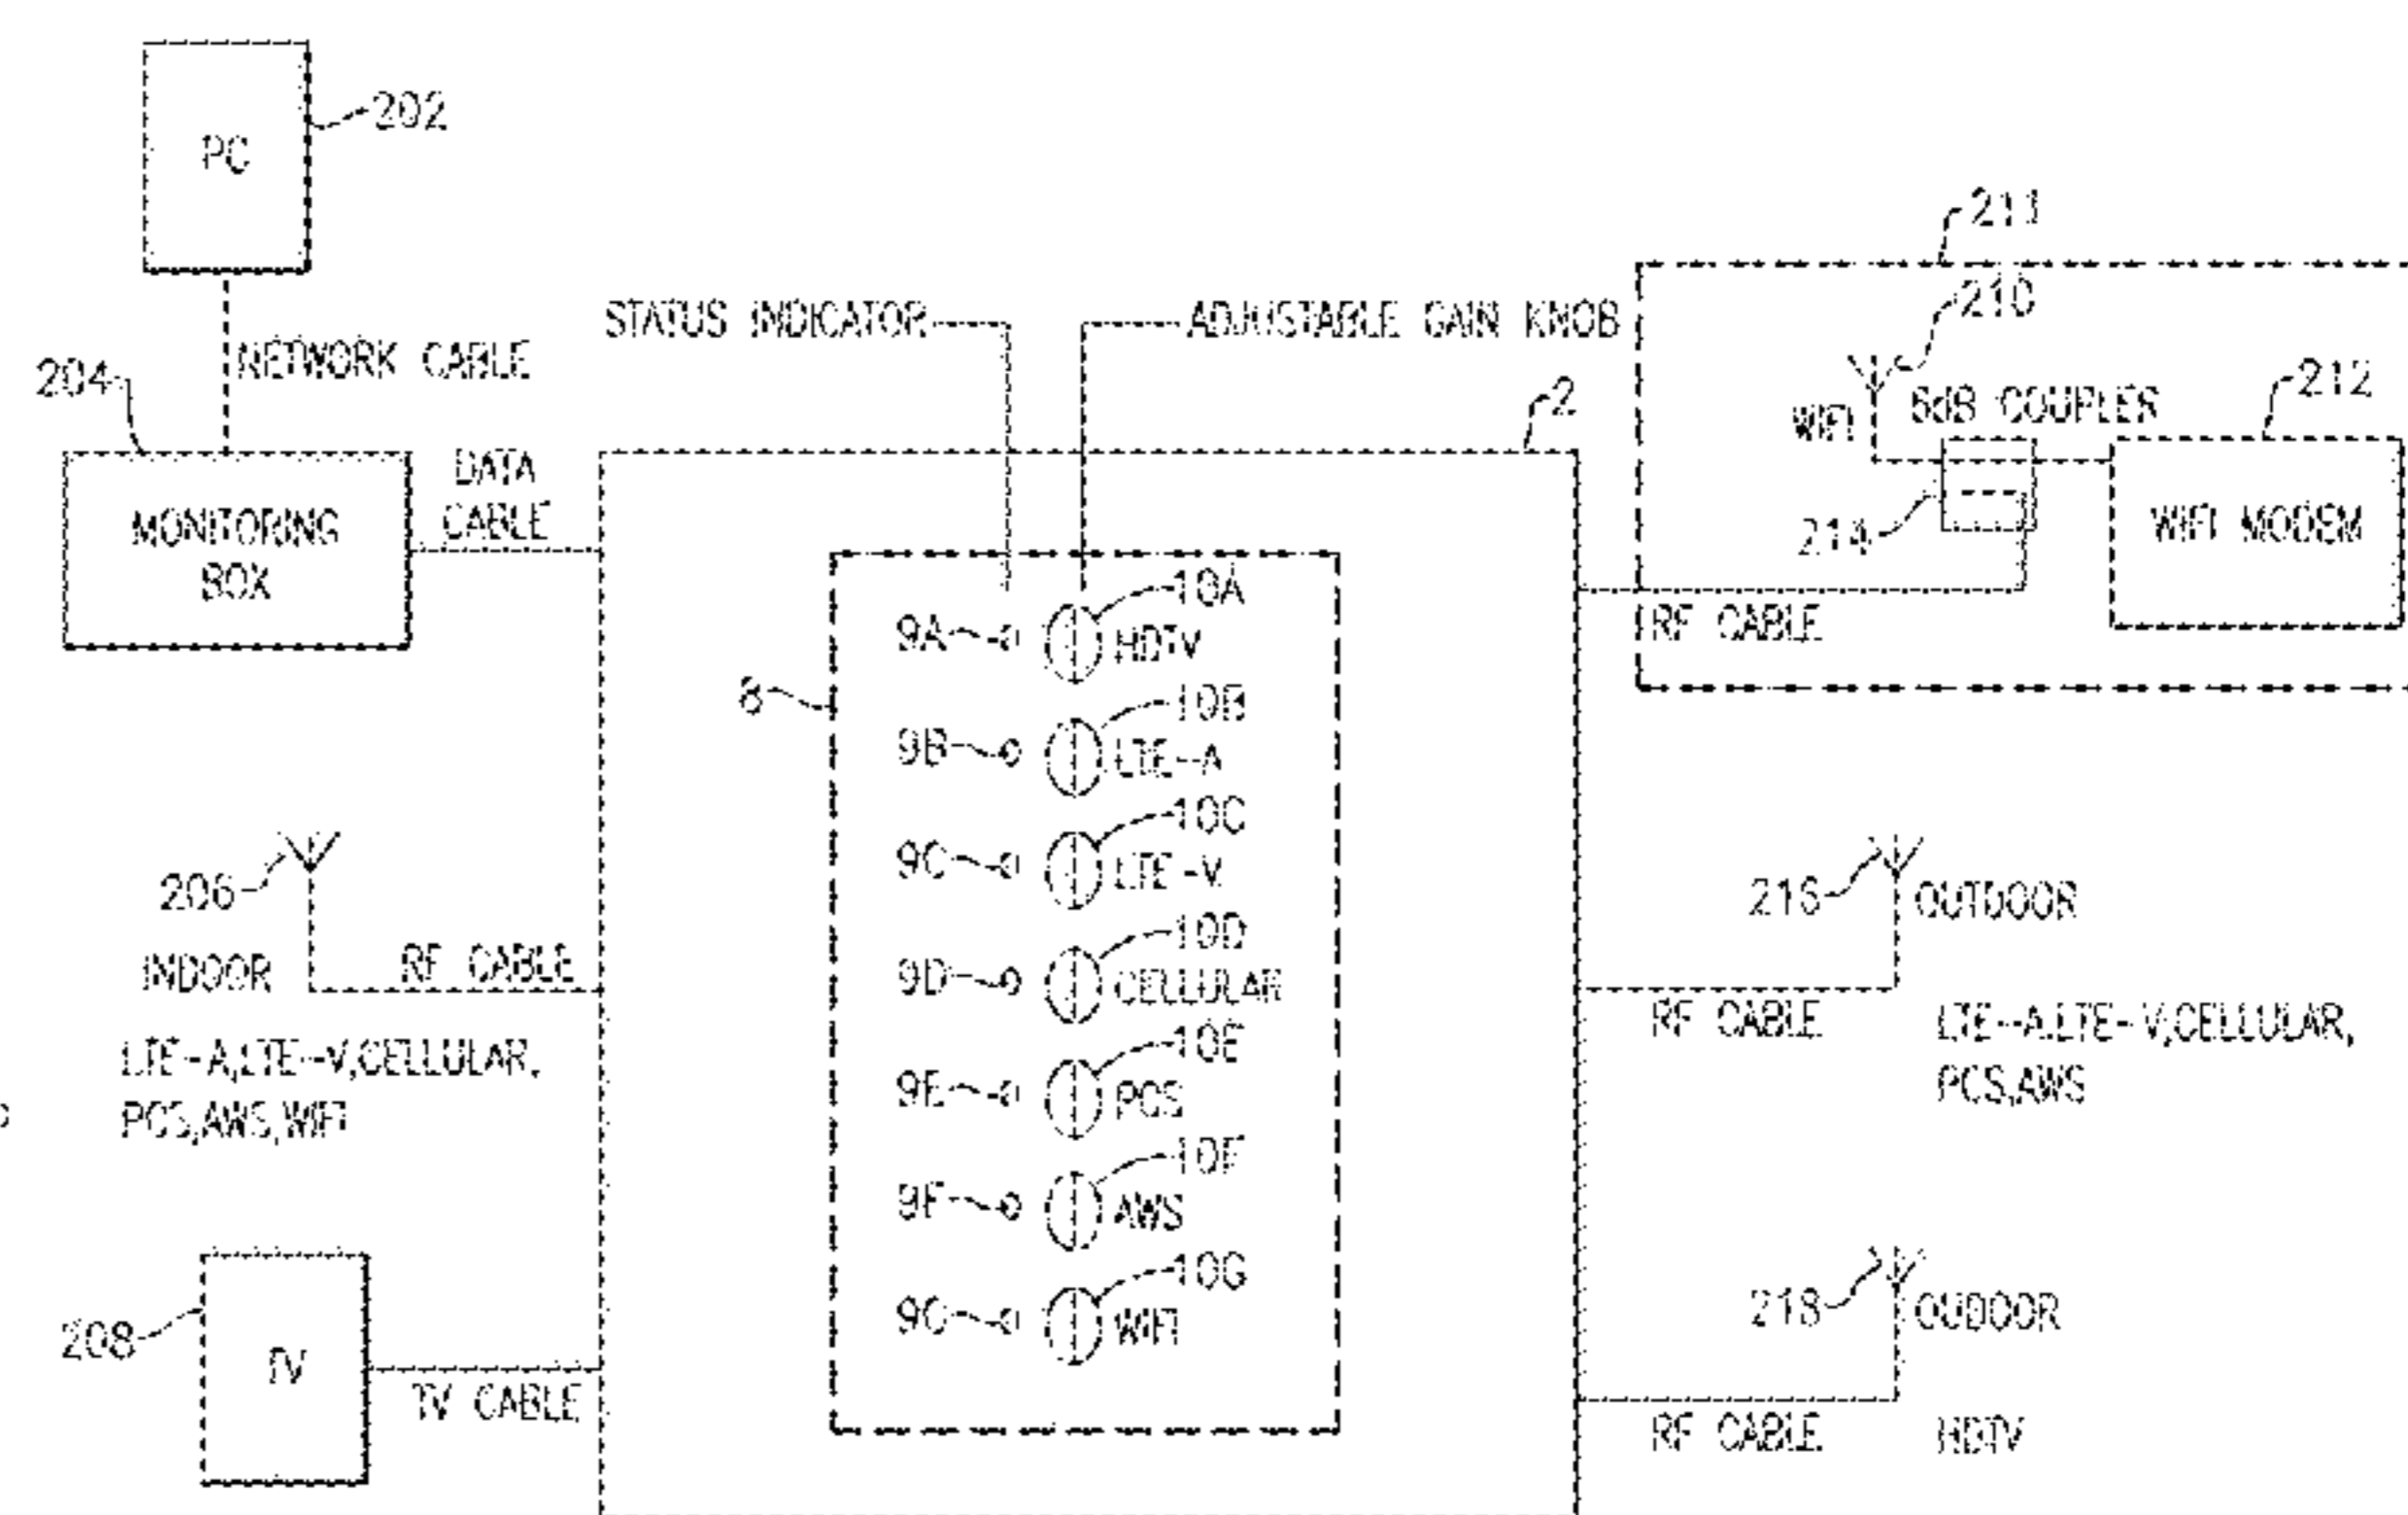 PC
202
NETWORK CABLE
204
MONITORING
BOX
DATA
CABLE
STATUS INDICATOR
ADJUSTABLE GAIN KNOB
2
211
210
WIFI
6dB COUPLER
212
214
WIFI MODEM
RF CABLE
8
9A
10A
HDTV
9B
10B
LTE-A
9C
10C
LTE-V
9D
10D
CELLULAR
9E
10E
PCS
9F
10F
AWS
9G
10G
WIFI
206
INDOOR
RF CABLE
LTE-A,LTE-V,CELLULAR,
PCS,AWS,WIFI
208
TV
TV CABLE
216
OUTDOOR
RF CABLE
LTE-A,LTE-V,CELLULAR,
PCS,AWS
218
OUDOOR
RF CABLE
HDTV